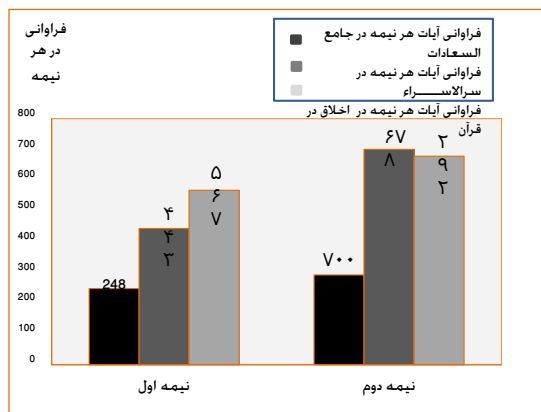 فراوانی
در هر
نیمه
فراوانی آیات هر نیمه در جامع
السعادات
فراوانی آیات هر نیمه در
سرالاســـراء
فراوانی آیات هر نیمه در اخلاق در
قرآن
800
700
600
500
400
300
200
100
0
248
۴
۴
۳
۵
۶
۷
۷۰۰
۶۷
۸
۲
۹
۲
نیمه اول
نیمه دوم